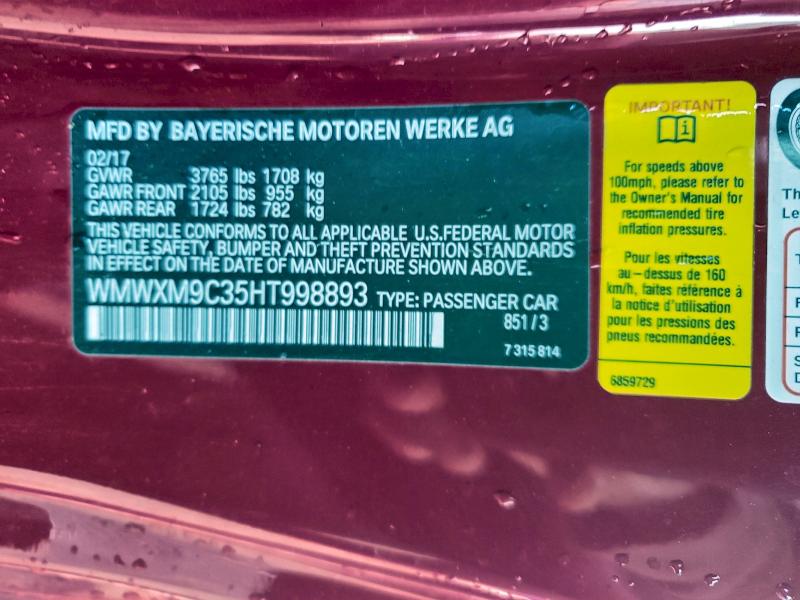 MFD BY BAYERISCHE MOTOREN WERKE AG
02/17
GVWR 3765 lbs 1708 kg
GAWR FRONT 2105 lbs 955 kg
GAWR REAR 1724 lbs 782 kg
THIS VEHICLE CONFORMS TO ALL APPLICABLE U.S.FEDERAL MOTOR
VEHICLE SAFETY, BUMPER AND THEFT PREVENTION STANDARDS
IN EFFECT ON THE DATE OF MANUFACTURE SHOWN ABOVE.
WMWXM9C35HT998893 TYPE: PASSENGER CAR
851 / 3
7 315 814
IMPORTANT!
i
For speeds above
100mph, please refer to
the Owner's Manual for
recommended tire
inflation pressures.
Pour les vitesses
au-dessus de 160
km/h, faites référence à
la notice d'utilisation
pour les pressions des
pneus recommandées.
6859729
Th
Le
T
F
R
S
D